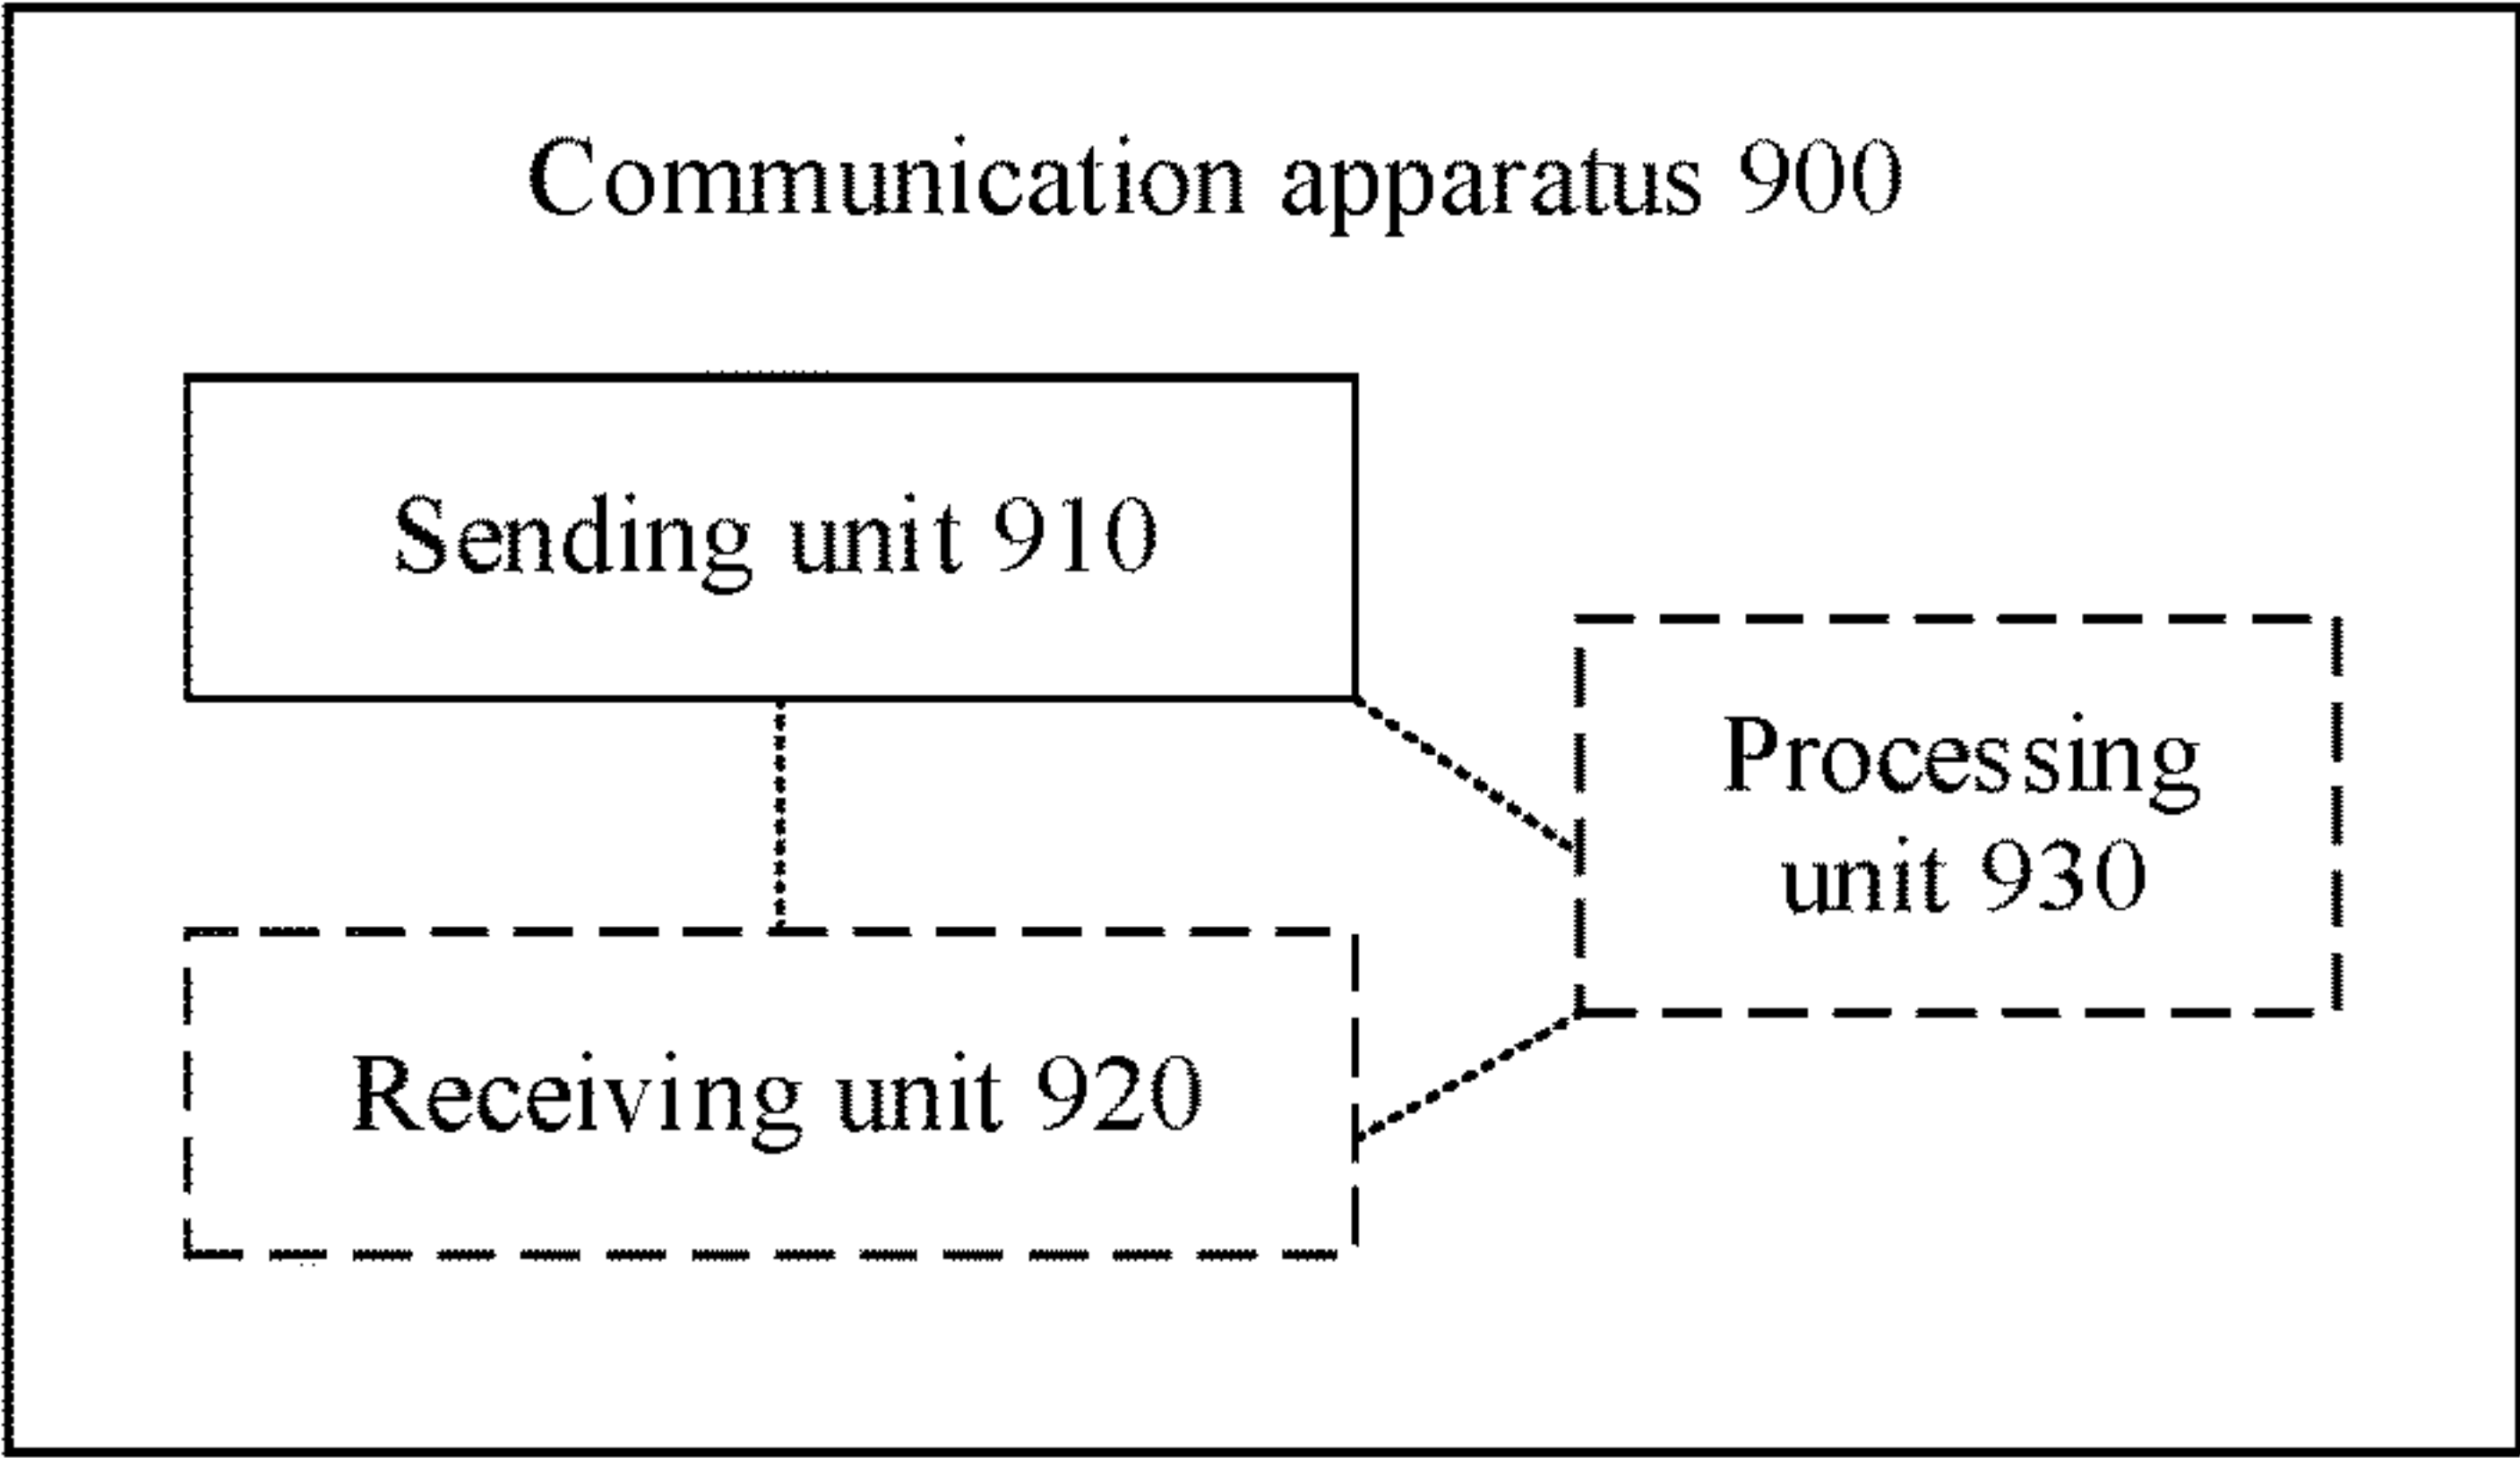 Communication apparatus 900
Sending unit 910
Processing
unit 930
Receiving unit 920